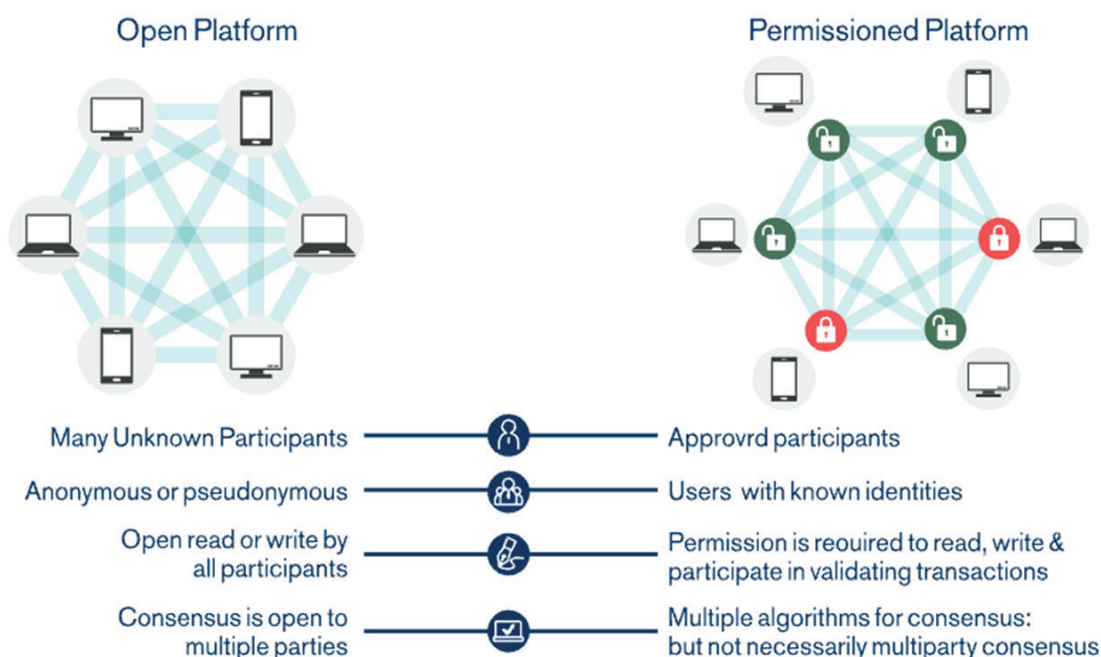 Open Platform
Permissioned Platform
Many Unknown Participants
Approvrd participants
Anonymous or pseudonymous
Users with known identities
Open read or write by
all participants
Permission is reouired to read, write &
participate in validating transactions
Consensus is open to
multiple parties
Multiple algorithms for consensus:
but not necessarily multiparty consensus